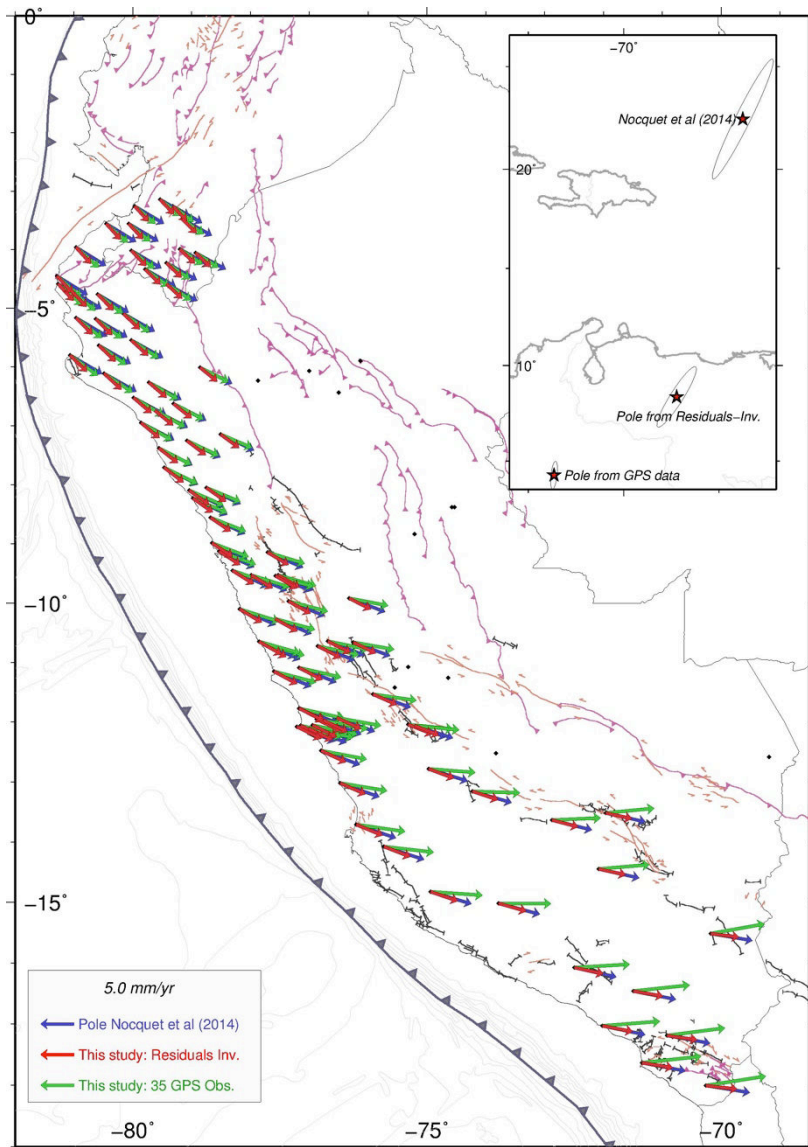 0°
−5°
−10°
−15°
−80°
−75°
−70°
−70°
20°
10°
Nocquet et al (2014)
Pole from Residuals−Inv.
Pole from GPS data
5.0 mm/yr
Pole Nocquet et al (2014)
This study: Residuals Inv.
This study: 35 GPS Obs.